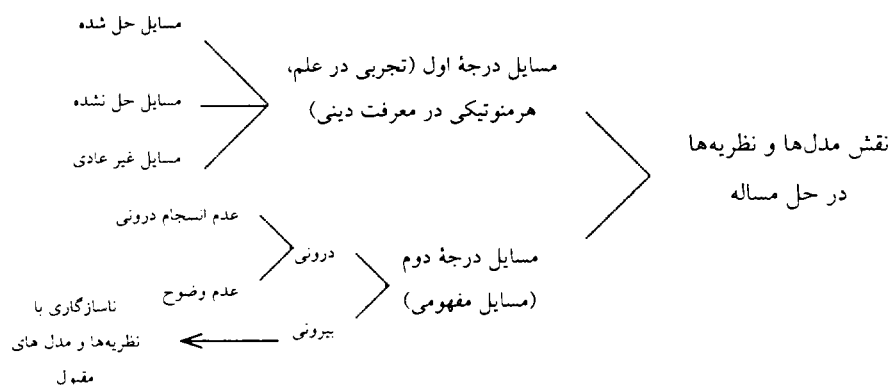 نقش مدل‌ها و نظریه‌ها
در حل مساله
مسایل درجهٔ اول (تجربی در علم،
هرمنوتیکی در معرفت دینی)
مسایل حل شده
مسایل حل نشده
مسایل غیر عادی
مسایل درجهٔ دوم
(مسایل مفهومی)
درونی
عدم انسجام درونی
عدم وضوح
بیرونی
ناسازگاری با
نظریه‌ها و مدل های
مقبول